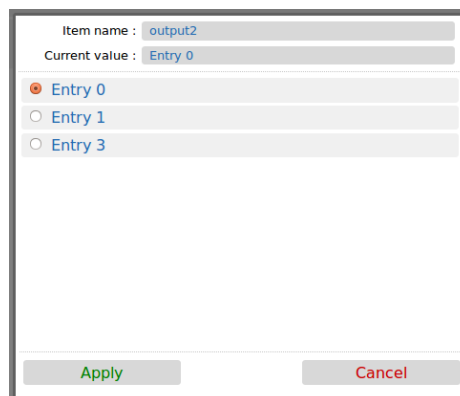 Item name : output2
Current value : Entry 0
Entry 0
Entry 1
Entry 3
Apply Cancel